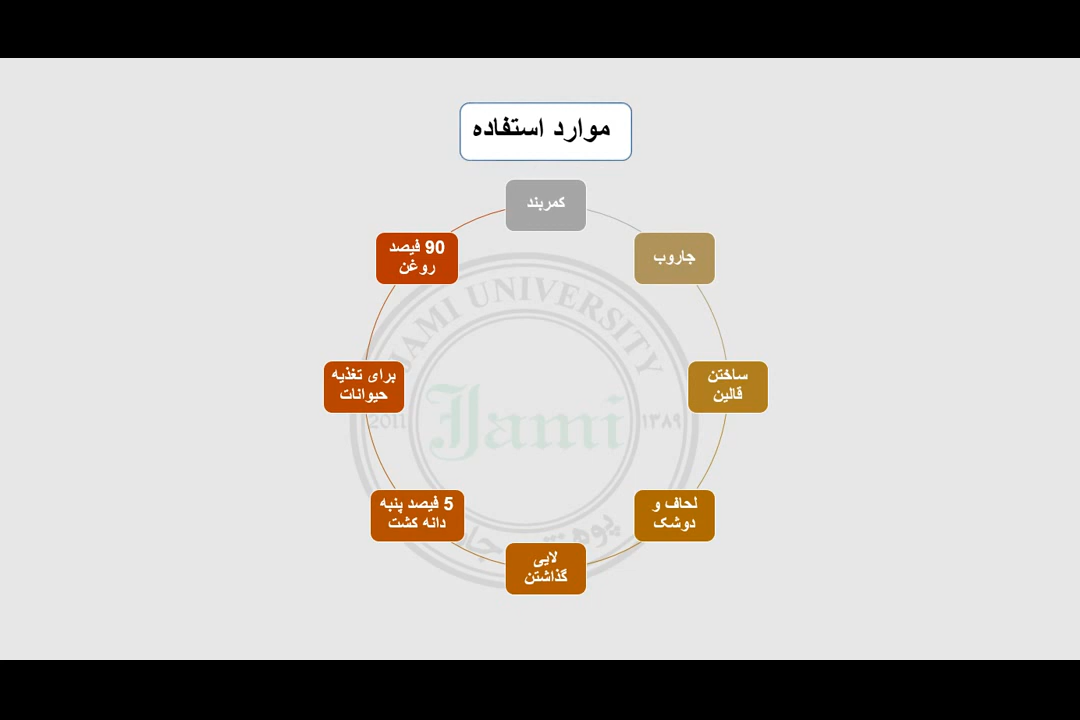 موارد استفاده
کمربند
جاروب
ساختن
قالین
لحاف و
دوشک
لایی
گذاشتن
5 فیصد پنبه
دانه کشت
برای تغذیه
حیوانات
90 فیصد
روغن
JAMI UNIVERSITY
2011
Jami
۱۳۸۹